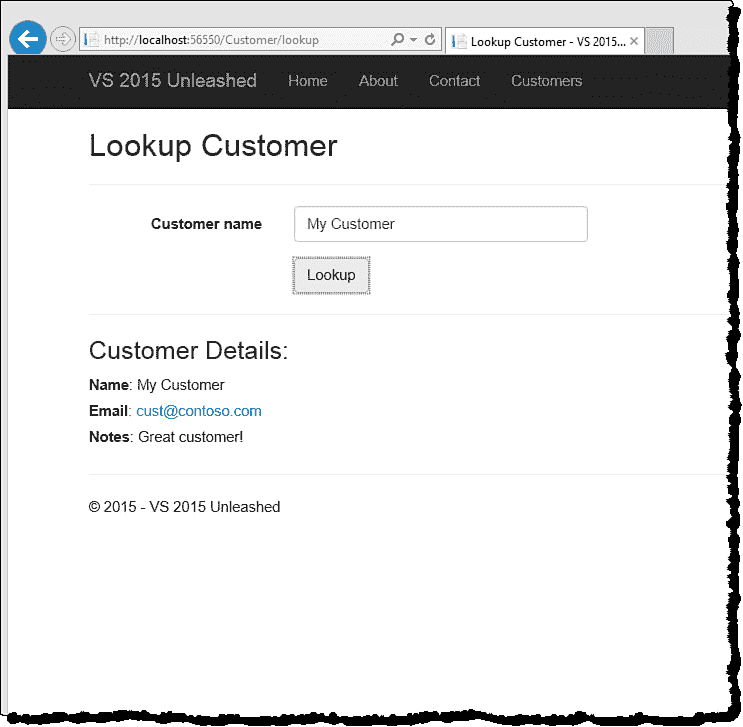 http://localhost:56550/Customer/lookup
Lookup Customer - VS 2015...
VS 2015 Unleashed Home About Contact Customers
Lookup Customer
Customer name My Customer
Lookup
Customer Details:
Name: My Customer
Email: cust@contoso.com
Notes: Great customer!
© 2015 - VS 2015 Unleashed